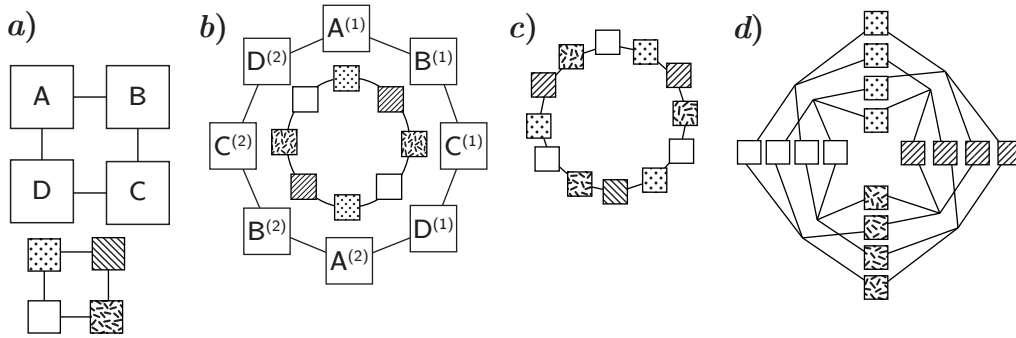 a)
A
B
D
C
b)
A(1)
D(2)
B(1)
C(2)
C(1)
B(2)
D(1)
A(2)
c)
d)